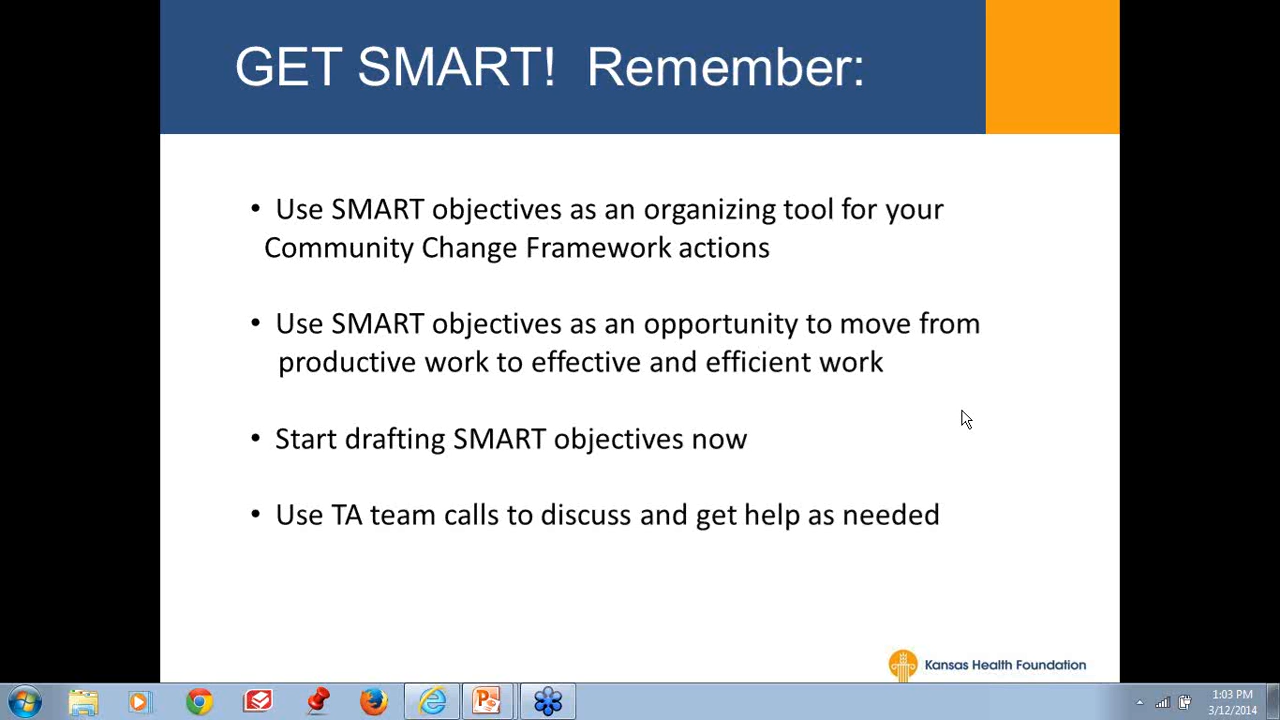 GET SMART!  Remember:
• Use SMART objectives as an organizing tool for your
Community Change Framework actions
• Use SMART objectives as an opportunity to move from
productive work to effective and efficient work
• Start drafting SMART objectives now
• Use TA team calls to discuss and get help as needed
Kansas Health Foundation
1:03 PM
3/12/2014